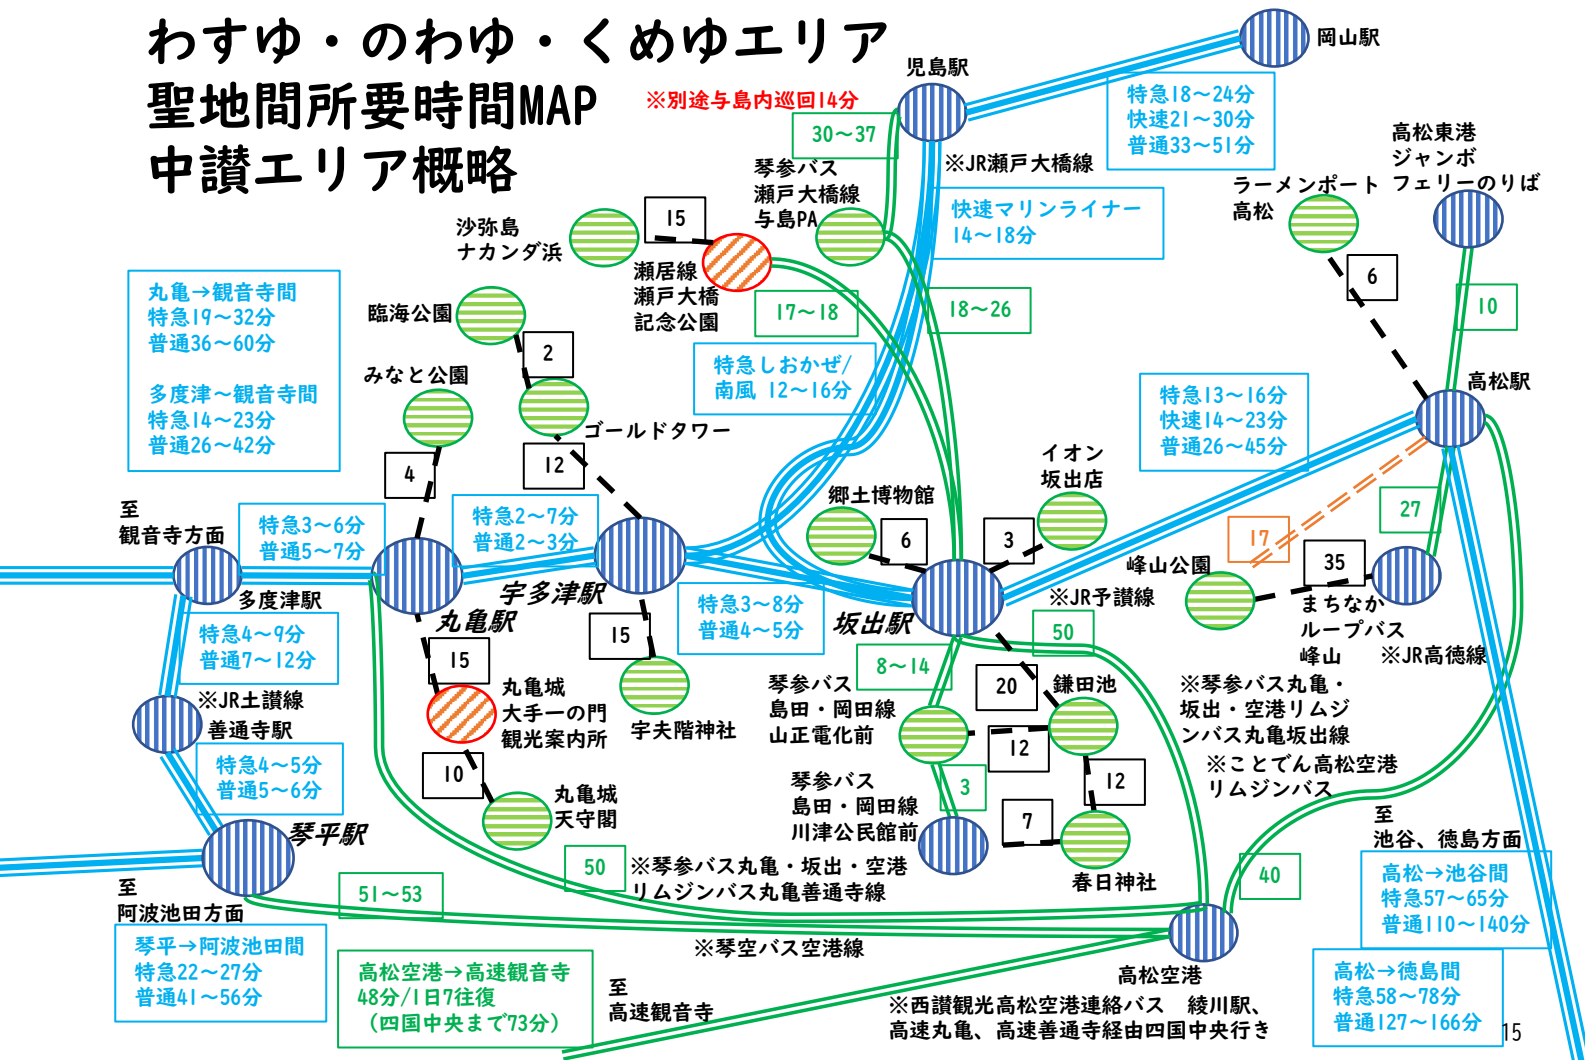 わすゆ・のわゆ・くめゆエリア
聖地間所要時間MAP
中讃エリア概略
※別途与島内巡回14分
児島駅
岡山駅
30～37
特急18～24分
快速21～30分
普通33～51分
※JR瀬戸大橋線
快速マリンライナー
14～18分
高松東港
ジャンボ
フェリーのりば
ラーメンポート
高松
琴参バス
瀬戸大橋線
与島PA
沙弥島
ナカンダ浜
15
瀬居線
瀬戸大橋
記念公園
17～18
18～26
6
10
丸亀→観音寺間
特急19～32分
普通36～60分
多度津～観音寺間
特急14～23分
普通26～42分
臨海公園
2
みなと公園
ゴールドタワー
4
12
特急しおかぜ/
南風 12～16分
特急13～16分
快速14～23分
普通26～45分
高松駅
イオン
坂出店
郷土博物館
6
3
27
17
35
至
観音寺方面
特急3～6分
普通5～7分
特急2～7分
普通2～3分
多度津駅
丸亀駅
宇多津駅
坂出駅
特急3～8分
普通4～5分
峰山公園
※JR予讃線
まちなか
ループバス
峰山
※JR高徳線
50
特急4～9分
普通7～12分
※JR土讃線
善通寺駅
15
15
8～14
20
鎌田池
丸亀城
大手一の門
観光案内所
宇夫階神社
琴参バス
島田・岡田線
山正電化前
12
12
※琴参バス丸亀・
坂出・空港リムジ
ンバス丸亀坂出線
※ことでん高松空港
リムジンバス
特急4～5分
普通5～6分
10
丸亀城
天守閣
琴参バス
島田・岡田線
川津公民館前
3
7
春日神社
琴平駅
至
池谷、徳島方面
高松→池谷間
特急57～65分
普通110～140分
40
50
※琴参バス丸亀・坂出・空港
リムジンバス丸亀善通寺線
51～53
至
阿波池田方面
琴平→阿波池田間
特急22～27分
普通41～56分
※琴空バス空港線
高松空港→高速観音寺
48分/1日7往復
（四国中央まで73分）
至
高速観音寺
高松空港
※西讃観光高松空港連絡バス　綾川駅、
高速丸亀、高速善通寺経由四国中央行き
高松→徳島間
特急58～78分
普通127～166分
15